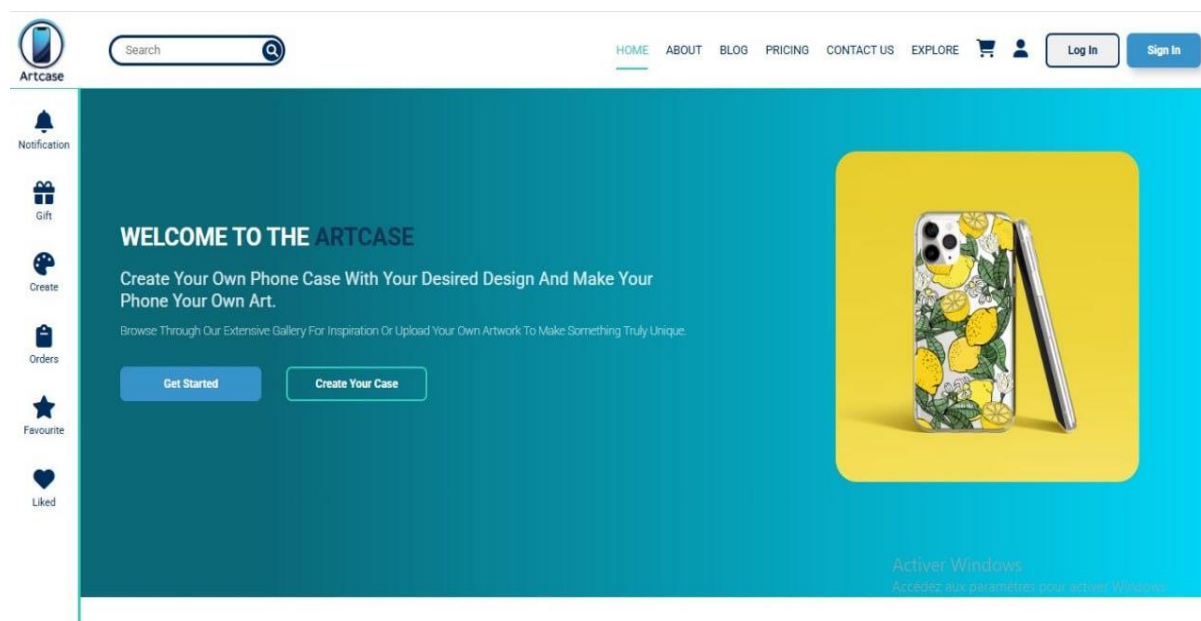 Artcase
Search
HOME ABOUT BLOG PRICING CONTACT US EXPLORE Log In Sign In
Notification
Gift
Create
Orders
Favourite
Liked
WELCOME TO THE ARTCASE
Create Your Own Phone Case With Your Desired Design And Make Your
Phone Your Own Art.
Browse Through Our Extensive Gallery For Inspiration Or Upload Your Own Artwork To Make Something Truly Unique.
Get Started Create Your Case
Activer Windows
Accédez aux paramètres pour activer Windows.